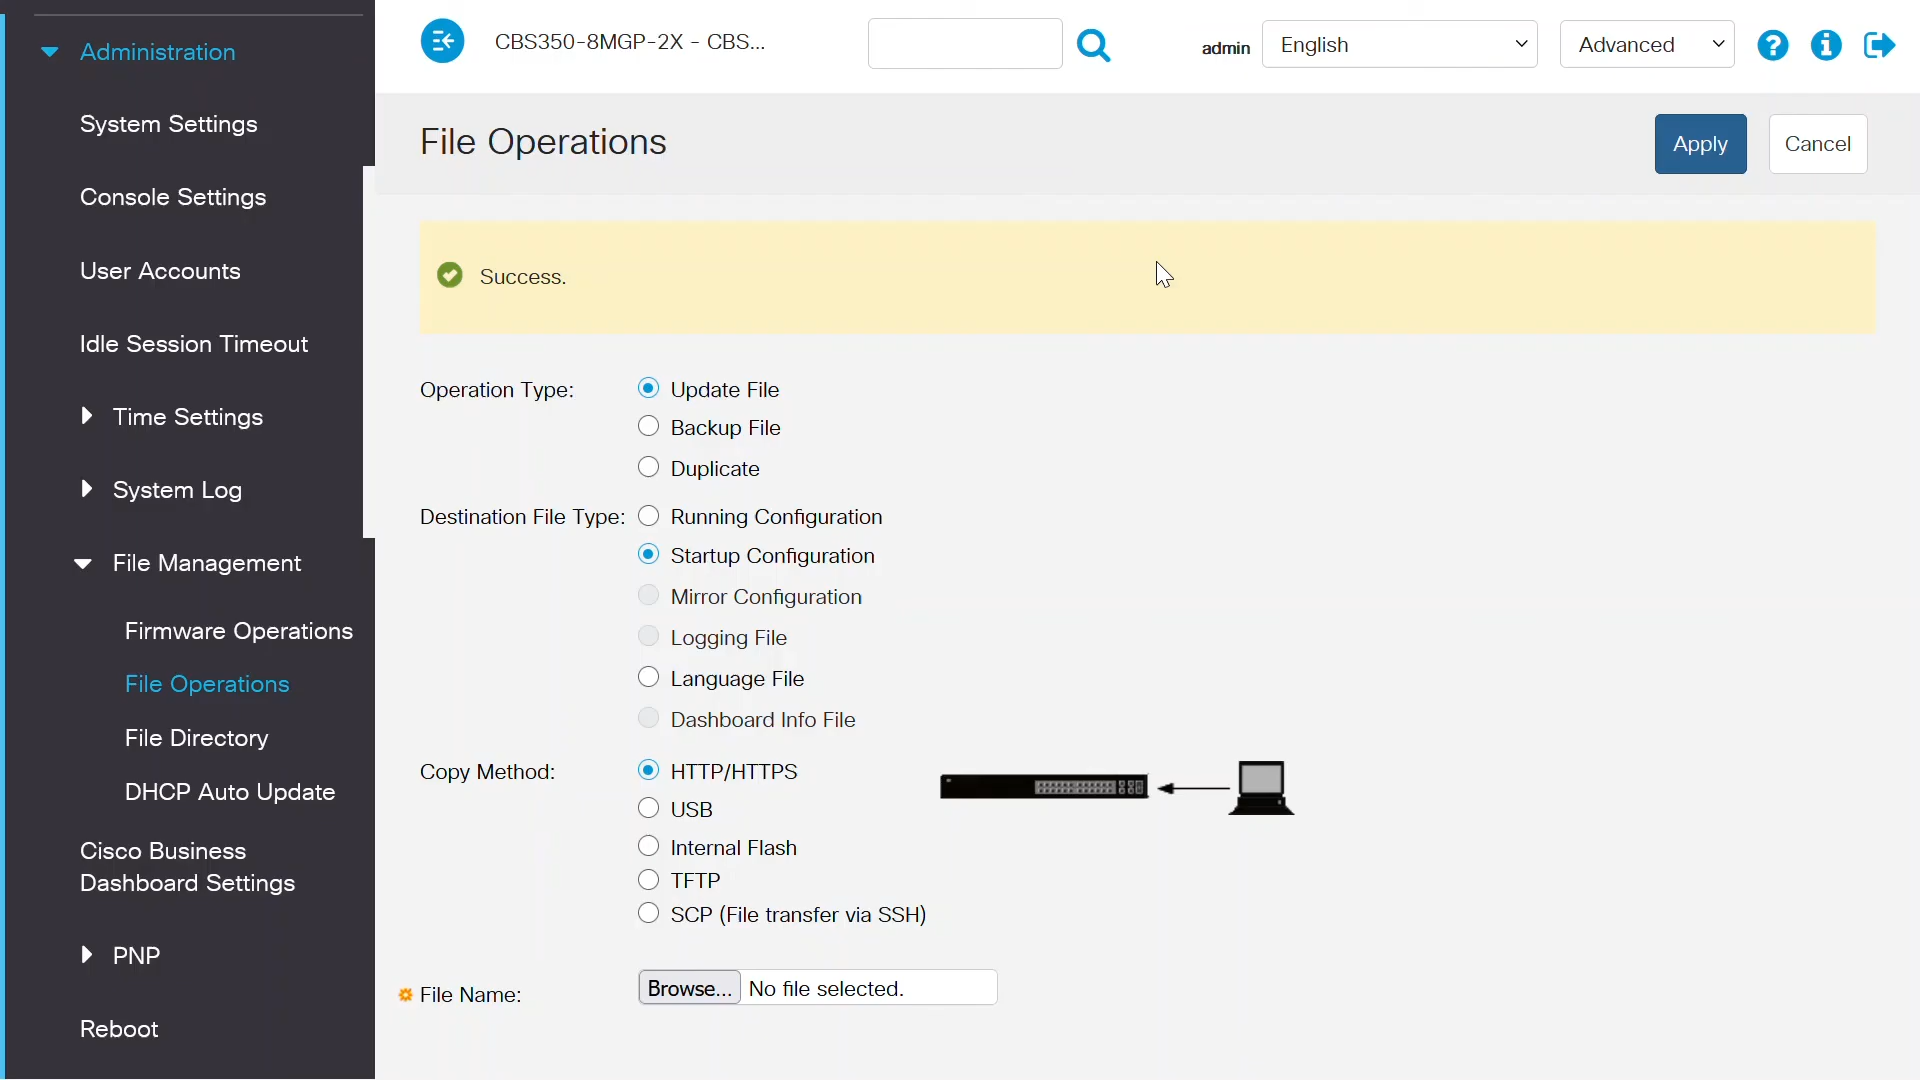 Administration
System Settings
Console Settings
User Accounts
Idle Session Timeout
Time Settings
System Log
File Management
Firmware Operations
File Operations
File Directory
DHCP Auto Update
Cisco Business
Dashboard Settings
PNP
Reboot
CBS350-8MGP-2X - CBS...
admin
English
Advanced
File Operations
Apply
Cancel
Success.
Operation Type:
Update File
Backup File
Duplicate
Destination File Type:
Running Configuration
Startup Configuration
Mirror Configuration
Logging File
Language File
Dashboard Info File
Copy Method:
HTTP/HTTPS
USB
Internal Flash
TFTP
SCP (File transfer via SSH)
File Name:
Browse... No file selected.